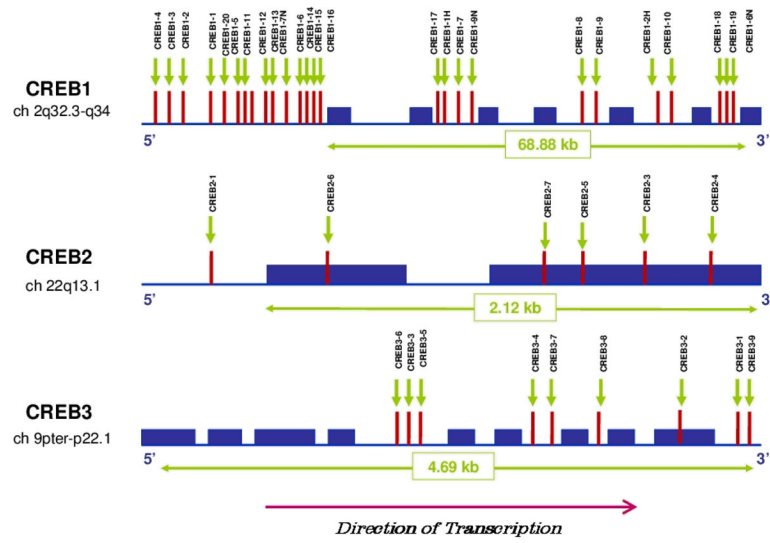 CREB1-4
CREB1-3
CREB1-2
CREB1-1
CREB1-20
CREB1-5
CREB1-11
CREB1-12
CREB1-13
CREB1-7N
CREB1-6
CREB1-14
CREB1-15
CREB1-16
CREB1-17
CREB1-1H
CREB1-7
CREB1-9N
CREB1-8
CREB1-9
CREB1-2H
CREB1-10
CREB1-18
CREB1-19
CREB1-6N
CREB1
ch 2q32.3-q34
5'
3'
68.88 kb
CREB2-1
CREB2-6
CREB2-7
CREB2-5
CREB2-3
CREB2-4
CREB2
ch 22q13.1
5'
3
2.12 kb
CREB3-6
CREB3-3
CREB3-5
CREB3-4
CREB3-7
CREB3-8
CREB3-2
CREB3-1
CREB3-9
CREB3
ch 9pter-p22.1
5'
3'
4.69 kb
Direction of Transcription